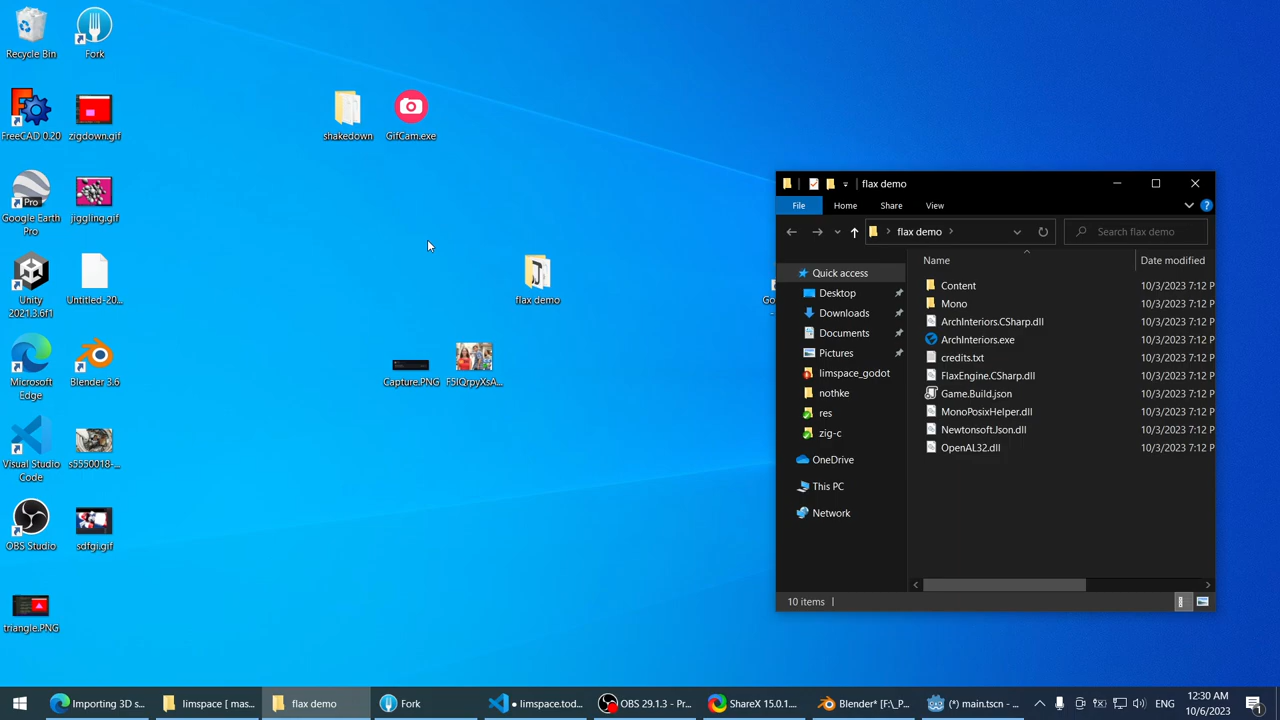 Recycle Bin
Fork
FreeCAD 0.20
zigdown.gif
shakedown
GifCam.exe
Google Earth
Pro
jiggling.gif
Unity
2021.3.6f1
Untitled-20...
flax demo
Microsoft
Edge
Blender 3.6
Capture.PNG
F5IQrpyXsA...
Visual Studio
Code
s5550018-...
OBS Studio
sdfgi.gif
triangle.PNG
flax demo
File
Home
Share
View
flax demo
Search flax demo
Name
Date modified
Quick access
Desktop
Downloads
Documents
Pictures
limspace_godot
nothke
res
zig-c
OneDrive
This PC
Network
Content 10/3/2023 7:12 P
Mono 10/3/2023 7:12 P
ArchInteriors.CSharp.dll 10/3/2023 7:12 P
ArchInteriors.exe 10/3/2023 7:12 P
credits.txt 10/3/2023 7:12 P
FlaxEngine.CSharp.dll 10/3/2023 7:12 P
Game.Build.json 10/3/2023 7:12 P
MonoPosixHelper.dll 10/3/2023 7:12 P
Newtonsoft.Json.dll 10/3/2023 7:12 P
OpenAL32.dll 10/3/2023 7:12 P
10 items
Importing 3D s...
limspace [ mas...
flax demo
Fork
● limspace.tod...
OBS 29.1.3 - Pr...
ShareX 15.0.1...
Blender* [F:\_P...
(*) main.tscn - ...
ENG
12:30 AM
10/6/2023
1